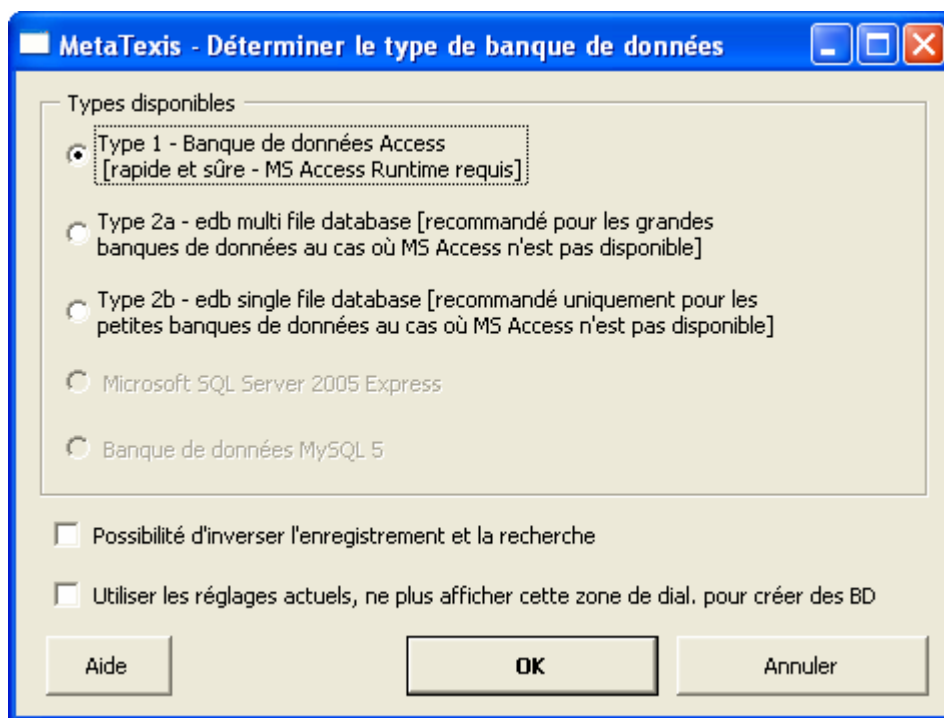 MetaTexis - Déterminer le type de banque de données
Types disponibles
Type 1 - Banque de données Access
[rapide et sûre - MS Access Runtime requis]
Type 2a - edb multi file database [recommandé pour les grandes
banques de données au cas où MS Access n'est pas disponible]
Type 2b - edb single file database [recommandé uniquement pour les
petites banques de données au cas où MS Access n'est pas disponible]
Microsoft SQL Server 2005 Express
Banque de données MySQL 5
Possibilité d'inverser l'enregistrement et la recherche
Utiliser les réglages actuels, ne plus afficher cette zone de dial. pour créer des BD
Aide
OK
Annuler